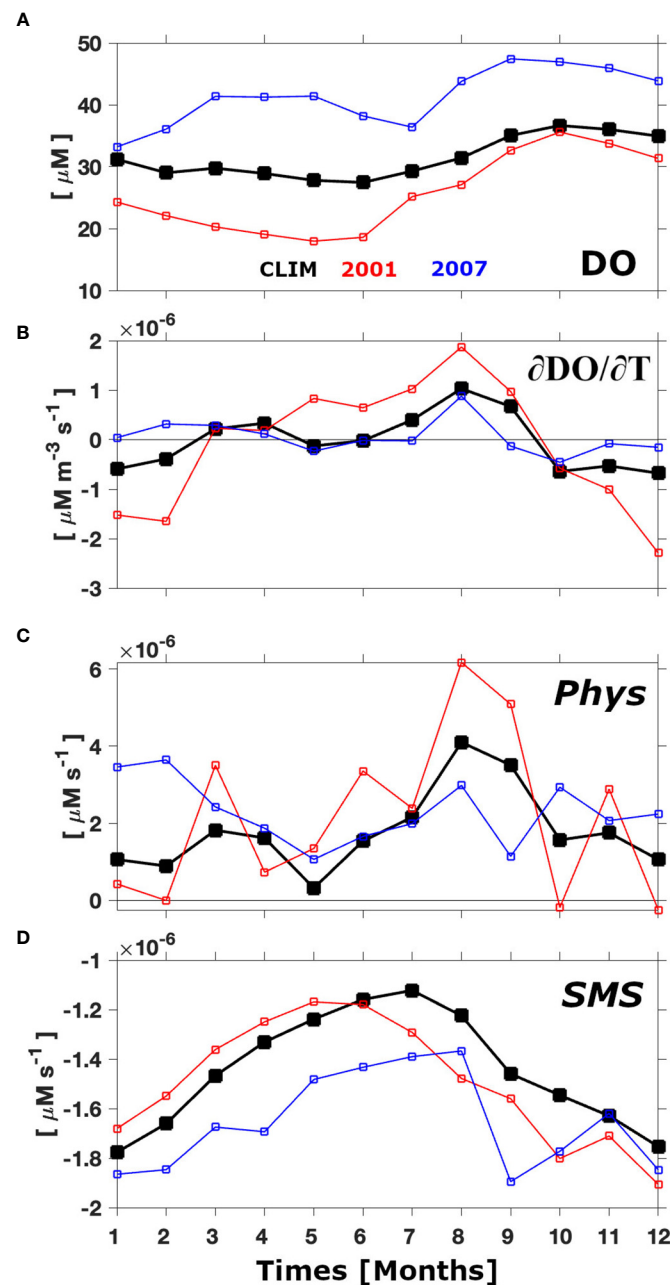 A
50
40
30
20
10
[ μM]
CLIM 2001 2007
DO
B
×10⁻⁶
2
1
0
-1
-2
-3
[ μM m⁻³ s⁻¹ ]
∂DO/∂T
C
×10⁻⁶
6
4
2
0
[ μM s⁻¹ ]
Phys
D
×10⁻⁶
-1
-1.2
-1.4
-1.6
-1.8
-2
[ μM s⁻¹ ]
SMS
1 2 3 4 5 6 7 8 9 10 11 12
Times [Months]